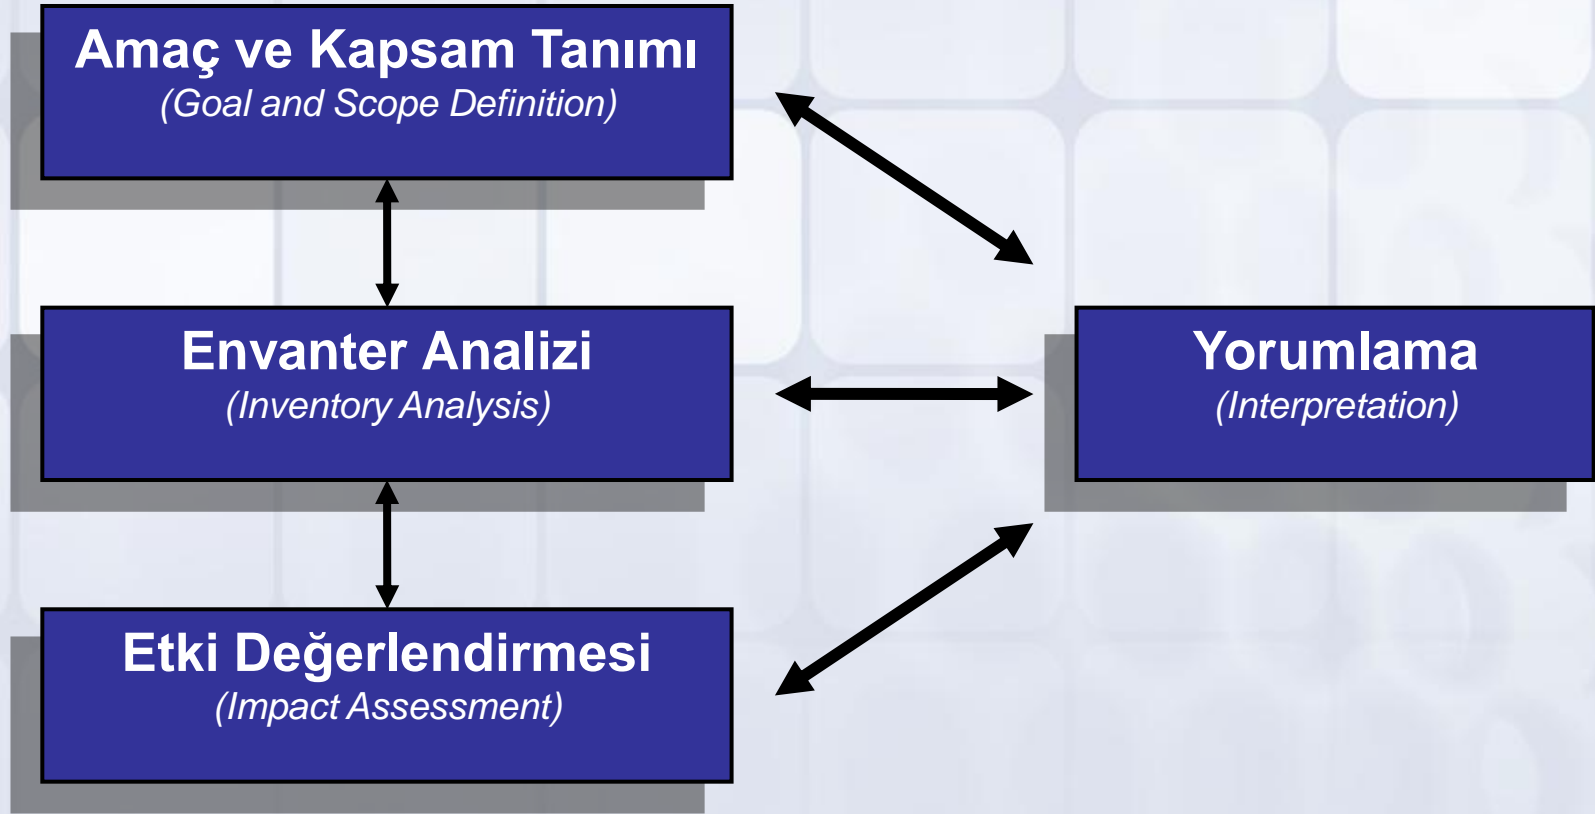 Amaç ve Kapsam Tanımı
(Goal and Scope Definition)
Envanter Analizi
(Inventory Analysis)
Yorumlama
(Interpretation)
Etki Değerlendirmesi
(Impact Assessment)